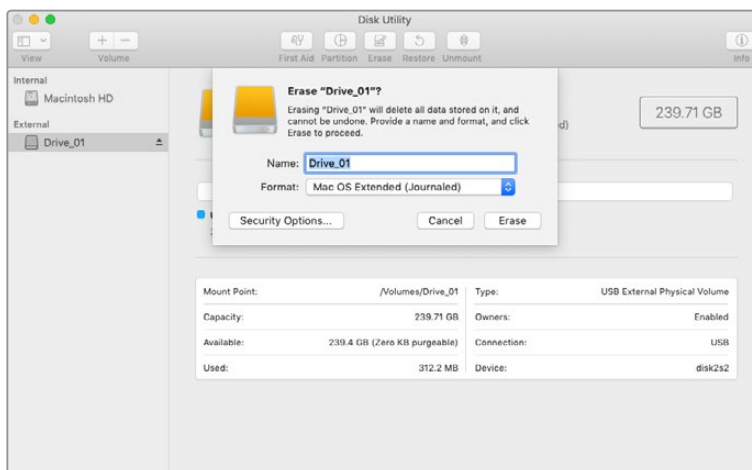 Disk Utility
View
Volume
First Aid
Partition
Erase
Restore
Unmount
Info
Internal
Macintosh HD
External
Drive_01
Erase “Drive_01”?
Erasing “Drive_01” will delete all data stored on it, and
cannot be undone. Provide a name and format, and click
Erase to proceed.
Name: Drive_01
Format: Mac OS Extended (Journaled)
Security Options...
Cancel
Erase
239.71 GB
Mount Point: /Volumes/Drive_01
Type: USB External Physical Volume
Capacity: 239.71 GB
Owners: Enabled
Available: 239.4 GB (Zero KB purgeable)
Connection: USB
Used: 312.2 MB
Device: disk2s2